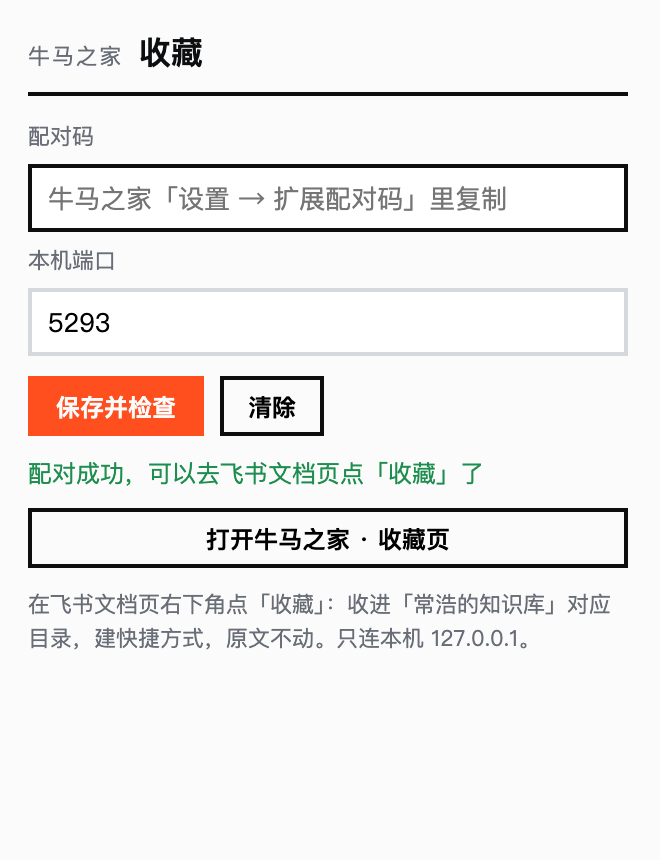 牛马之家 收藏
配对码
牛马之家「设置 → 扩展配对码」里复制
本机端口
5293
保存并检查 清除
配对成功，可以去飞书文档页点「收藏」了
打开牛马之家 · 收藏页
在飞书文档页右下角点「收藏」：收进「常浩的知识库」对应
目录，建快捷方式，原文不动。只连本机 127.0.0.1。